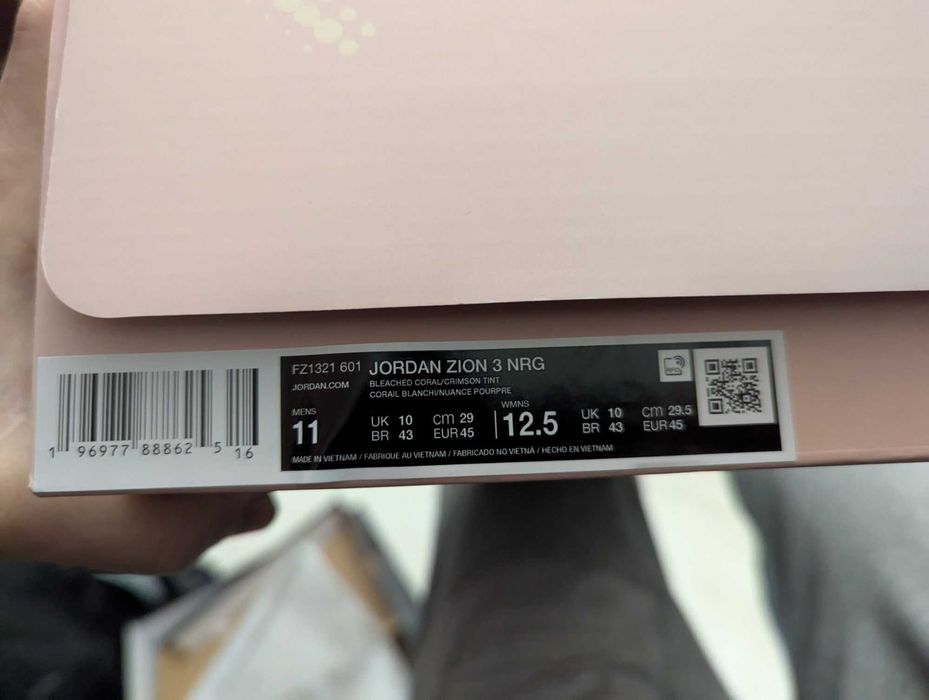 FZ1321 601 JORDAN ZION 3 NRG
JORDAN.COM BLEACHED CORAL/CRIMSON TINT
CORAIL BLANCHI/NUANCE POURPRE
RFID
MENS
11
UK 10 CM 29
BR 43 EUR 45
WMNS
12.5
UK 10 CM 29.5
BR 43 EUR 45
MADE IN VIETNAM / FABRIQUÉ AU VIETNAM / FABRICADO NO VIETNÃ / HECHO EN VIETNAM
1 96977 88862 5 16